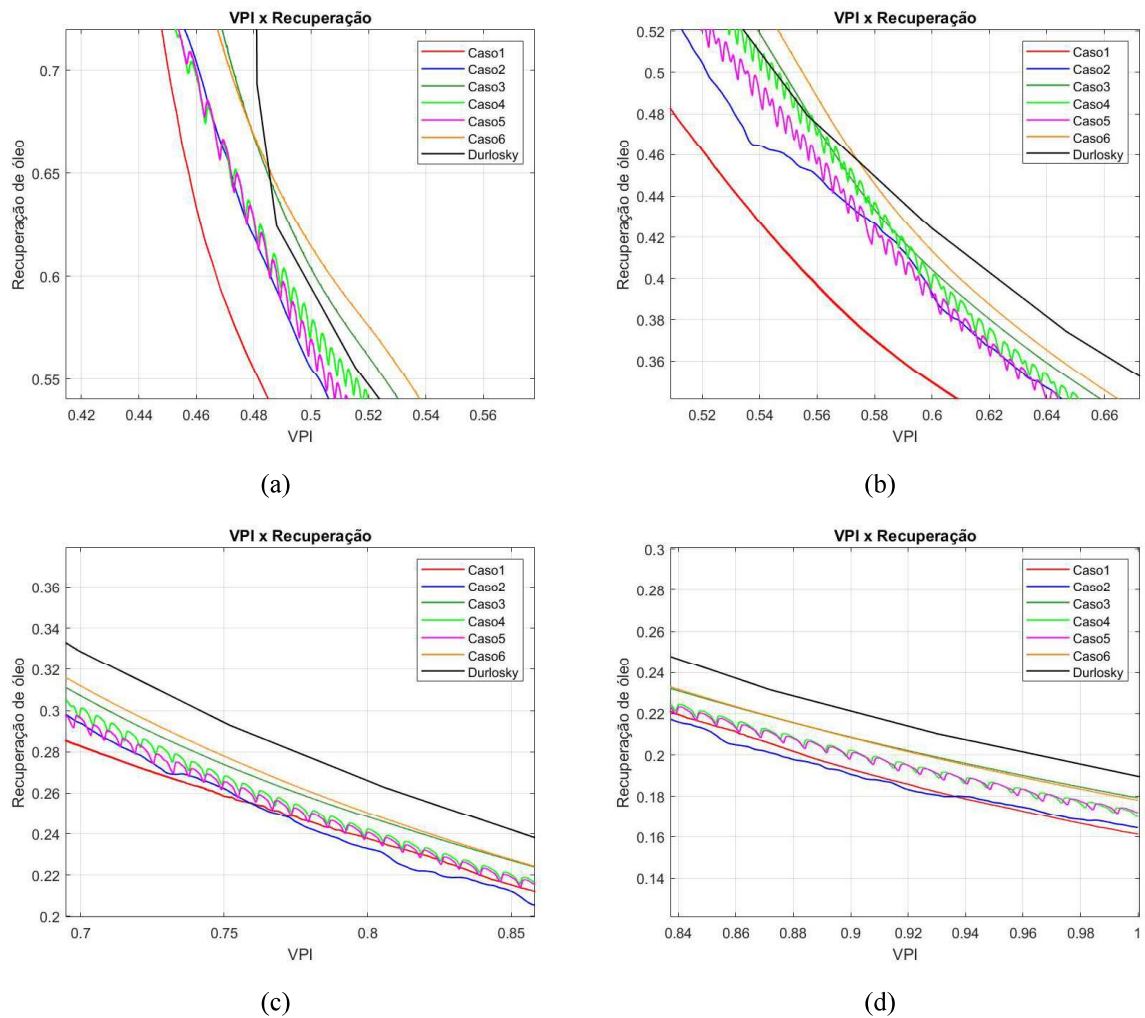 VPI x Recuperação
Recuperação de óleo
0.7
0.65
0.6
0.55
0.42
0.44
0.46
0.48
0.5
0.52
0.54
0.56
VPI
Caso1
Caso2
Caso3
Caso4
Caso5
Caso6
Durlosky
(a)
VPI x Recuperação
Recuperação de óleo
0.52
0.5
0.48
0.46
0.44
0.42
0.4
0.38
0.36
0.52
0.54
0.56
0.58
0.6
0.62
0.64
0.66
VPI
Caso1
Caso2
Caso3
Caso4
Caso5
Caso6
Durlosky
(b)
VPI x Recuperação
Recuperação de óleo
0.36
0.34
0.32
0.3
0.28
0.26
0.24
0.22
0.2
0.7
0.75
0.8
0.85
VPI
Caso1
Caso2
Caso3
Caso4
Caso5
Caso6
Durlosky
(c)
VPI x Recuperação
Recuperação de óleo
0.3
0.28
0.26
0.24
0.22
0.2
0.18
0.16
0.14
0.84
0.86
0.88
0.9
0.92
0.94
0.96
0.98
1
VPI
Caso1
Caso2
Caso3
Caso4
Caso5
Caso6
Durlosky
(d)